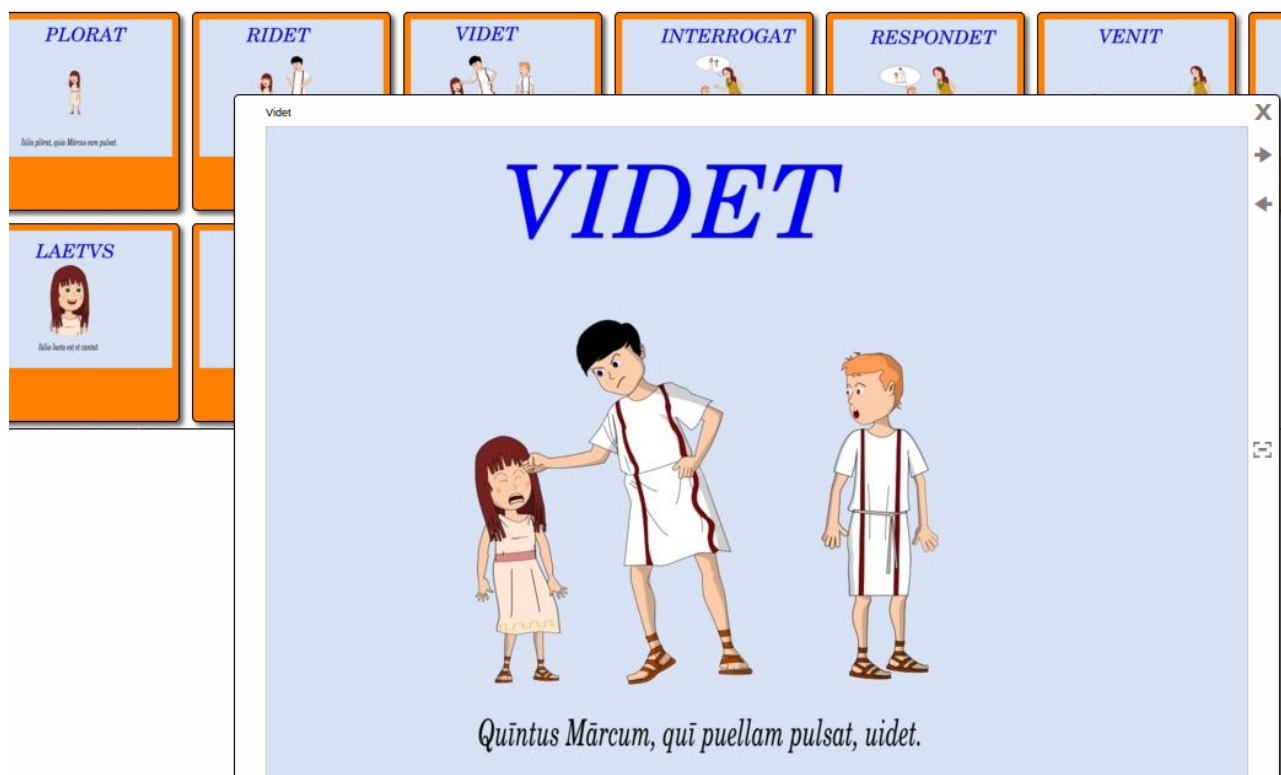 PLORAT
RIDET
VIDET
INTERROGAT
RESPONDET
VENIT
Iūlia plōrat, quia Mārcus eam pulsat.
LAETVS
Iūlia laeta est et cantat.
Videt
X
VIDET
Quīntus Mārcum, quī puellam pulsat, uidet.